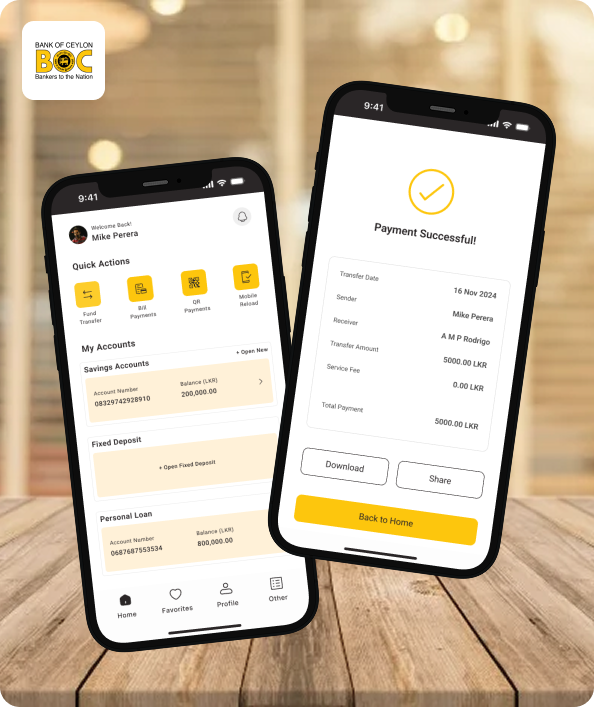 BANK OF CEYLON
BOC
Bankers to the Nation
9:41
Welcome Back!
Mike Perera
Quick Actions
Fund
Transfer
Bill
Payments
QR
Payments
Mobile
Reload
My Accounts
Savings Accounts
+ Open New
Account Number
08329742928910
Balance (LKR)
200,000.00
Fixed Deposit
+ Open Fixed Deposit
Personal Loan
Account Number
0687687553534
Balance (LKR)
800,000.00
Home
Favorites
Profile
Other
9:41
Payment Successful!
Transfer Date
16 Nov 2024
Sender
Mike Perera
Receiver
A M P Rodrigo
Transfer Amount
5000.00 LKR
Service Fee
0.00 LKR
Total Payment
5000.00 LKR
Download
Share
Back to Home